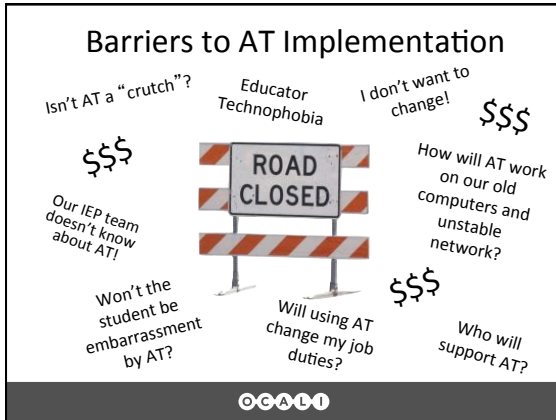 Barriers to AT Implementation
Isn't AT a “crutch”?
Educator
Technophobia
I don't want to
change!
$$$
$$$
ROAD
CLOSED
How will AT work
on our old
computers and
unstable
network?
Our IEP team
doesn't know
about AT!
$$$
Won't the
student be
embarrassment
by AT?
Will using AT
change my job
duties?
Who will
support AT?
OCALI